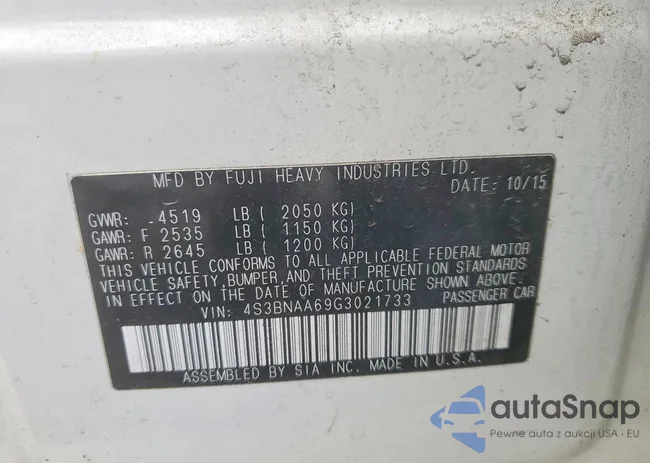 MFD BY FUJI HEAVY INDUSTRIES LTD.
DATE: 10/15
GVWR: 4519 LB ( 2050 KG)
GAWR: F 2535 LB ( 1150 KG)
GAWR: R 2645 LB ( 1200 KG)
THIS VEHICLE CONFORMS TO ALL APPLICABLE FEDERAL MOTOR
VEHICLE SAFETY, BUMPER, AND THEFT PREVENTION STANDARDS
IN EFFECT ON THE DATE OF MANUFACTURE SHOWN ABOVE.
VIN: 4S3BNAA69G3021733 PASSENGER CAR
ASSEMBLED BY SIA INC. MADE IN U.S.A.
autaSnap
Pewne auta z aukcji USA i EU